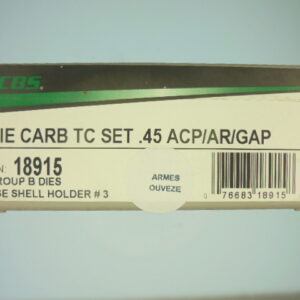 CBS
IE CARB TC SET .45 ACP/AR/GAP
N: 18915
ROUP B DIES
SE SHELL HOLDER # 3
ARMES
OUVEZE
0 76683 18915